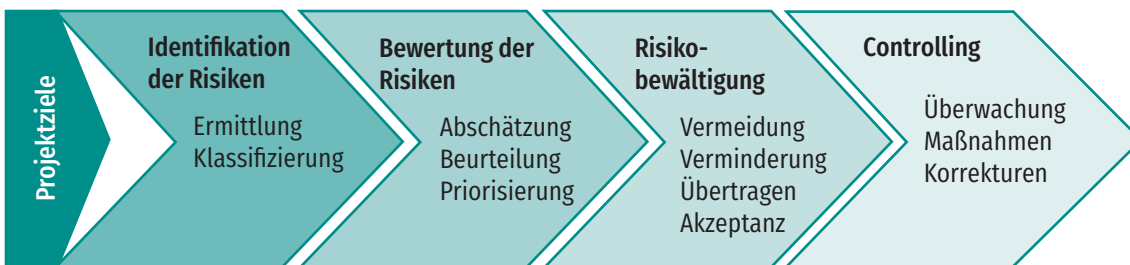 Projektziele
Identifikation
der Risiken
Ermittlung
Klassifizierung
Bewertung der
Risiken
Abschätzung
Beurteilung
Priorisierung
Risiko-
bewältigung
Vermeidung
Verminderung
Übertragen
Akzeptanz
Controlling
Überwachung
Maßnahmen
Korrekturen